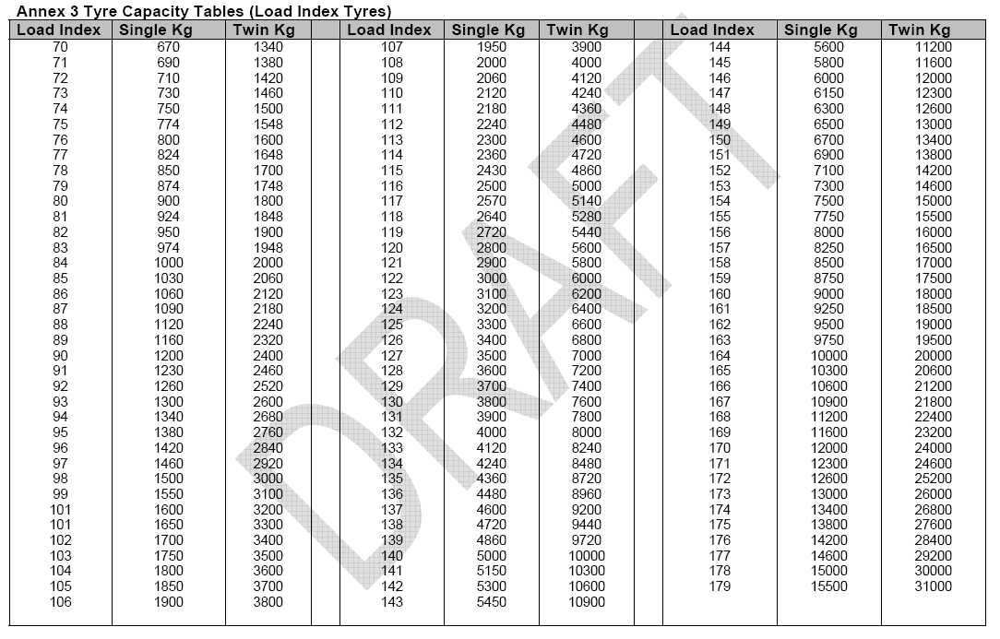 Annex 3 Tyre Capacity Tables (Load Index Tyres)
Load Index Single Kg Twin Kg Load Index Single Kg Twin Kg Load Index Single Kg Twin Kg
70 670 1340 107 1950 3900 144 5600 11200
71 690 1380 108 2000 4000 145 5800 11600
72 710 1420 109 2060 4120 146 6000 12000
73 730 1460 110 2120 4240 147 6150 12300
74 750 1500 111 2180 4360 148 6300 12600
75 774 1548 112 2240 4480 149 6500 13000
76 800 1600 113 2300 4600 150 6700 13400
77 824 1648 114 2360 4720 151 6900 13800
78 850 1700 115 2430 4860 152 7100 14200
79 874 1748 116 2500 5000 153 7300 14600
80 900 1800 117 2570 5140 154 7500 15000
81 924 1848 118 2640 5280 155 7750 15500
82 950 1900 119 2720 5440 156 8000 16000
83 974 1948 120 2800 5600 157 8250 16500
84 1000 2000 121 2900 5800 158 8500 17000
85 1030 2060 122 3000 6000 159 8750 17500
86 1060 2120 123 3100 6200 160 9000 18000
87 1090 2180 124 3200 6400 161 9250 18500
88 1120 2240 125 3300 6600 162 9500 19000
89 1160 2320 126 3400 6800 163 9750 19500
90 1200 2400 127 3500 7000 164 10000 20000
91 1230 2460 128 3600 7200 165 10300 20600
92 1260 2520 129 3700 7400 166 10600 21200
93 1300 2600 130 3800 7600 167 10900 21800
94 1340 2680 131 3900 7800 168 11200 22400
95 1380 2760 132 4000 8000 169 11600 23200
96 1420 2840 133 4120 8240 170 12000 24000
97 1460 2920 134 4240 8480 171 12300 24600
98 1500 3000 135 4360 8720 172 12600 25200
99 1550 3100 136 4480 8960 173 13000 26000
101 1600 3200 137 4600 9200 174 13400 26800
101 1650 3300 138 4720 9440 175 13800 27600
102 1700 3400 139 4860 9720 176 14200 28400
103 1750 3500 140 5000 10000 177 14600 29200
104 1800 3600 141 5150 10300 178 15000 30000
105 1850 3700 142 5300 10600 179 15500 31000
106 1900 3800 143 5450 10900
DRAFT